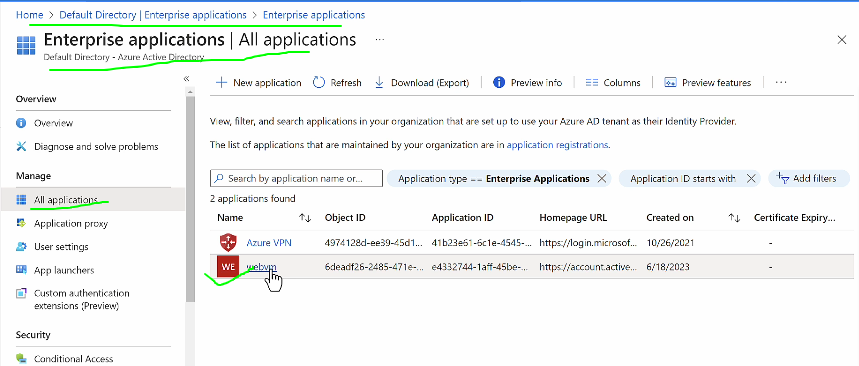 Home > Default Directory | Enterprise applications > Enterprise applications
Enterprise applications | All applications ...
Default Directory - Azure Active Directory
«
+ New application Refresh Download (Export) Preview info Columns Preview features ...
Overview
Overview
Diagnose and solve problems
Manage
All applications
Application proxy
User settings
App launchers
Custom authentication
extensions (Preview)
Security
Conditional Access
View, filter, and search applications in your organization that are set up to use your Azure AD tenant as their Identity Provider.
The list of applications that are maintained by your organization are in application registrations.
Search by application name or... Application type == Enterprise Applications Application ID starts with Add filters
2 applications found
Name Object ID Application ID Homepage URL Created on Certificate Expiry...
Azure VPN 4974128d-ee39-45d1... 41b23e61-6c1e-4545-... https://login.microsof... 10/26/2021 -
WE webvm 6deadf26-2485-471e-... e4332744-1aff-45be-... https://account.active... 6/18/2023 -